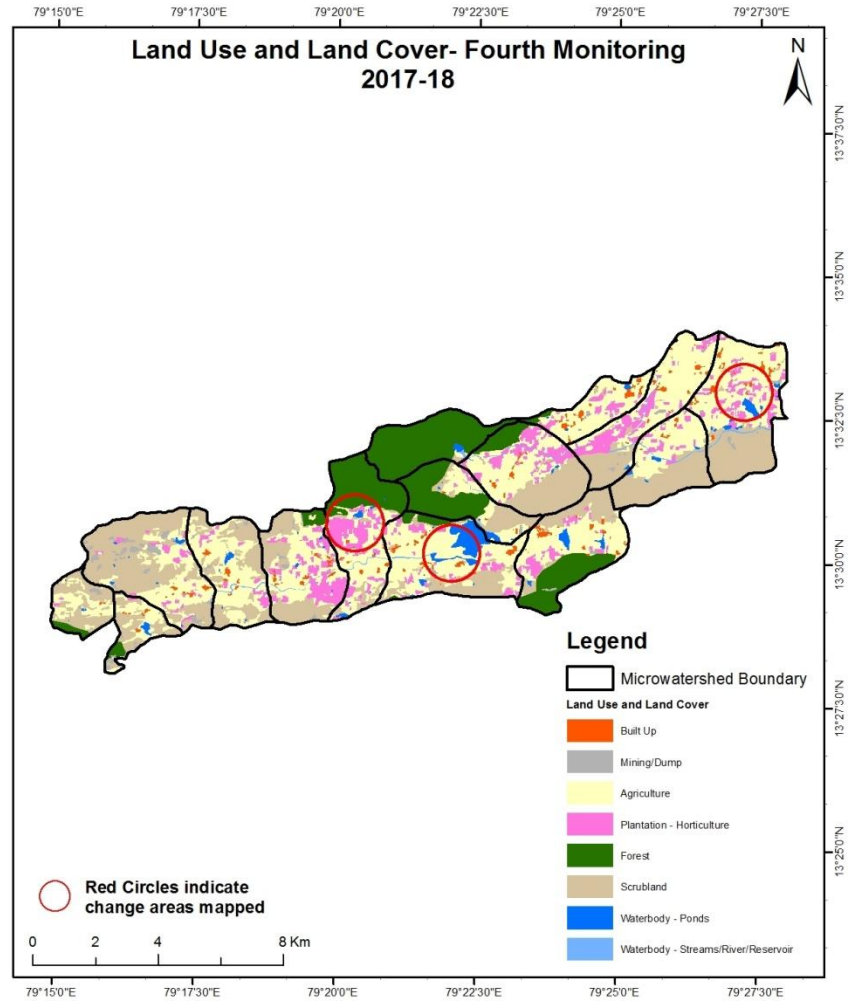 79°15'0"E 79°17'30"E 79°20'0"E 79°22'30"E 79°25'0"E 79°27'30"E
Land Use and Land Cover- Fourth Monitoring
2017-18
N
13°37'30"N
13°35'0"N
13°32'30"N
13°30'0"N
13°27'30"N
13°25'0"N
Legend
Microwatershed Boundary
Land Use and Land Cover
Built Up
Mining/Dump
Agriculture
Plantation - Horticulture
Forest
Scrubland
Waterbody - Ponds
Waterbody - Streams/River/Reservoir
Red Circles indicate
change areas mapped
0 2 4 8 Km
79°15'0"E 79°17'30"E 79°20'0"E 79°22'30"E 79°25'0"E 79°27'30"E